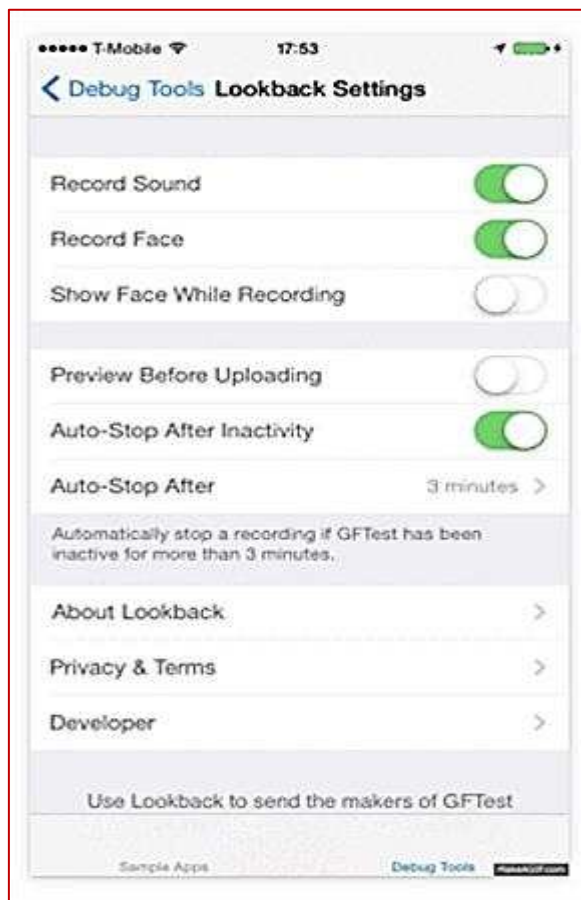 T-Mobile 17:53
Debug Tools Lookback Settings
Record Sound
Record Face
Show Face While Recording
Preview Before Uploading
Auto-Stop After Inactivity
Auto-Stop After 3 minutes
Automatically stop a recording if GFTest has been
inactive for more than 3 minutes.
About Lookback
Privacy & Terms
Developer
Use Lookback to send the makers of GFTest
Sample Apps Debug Tools